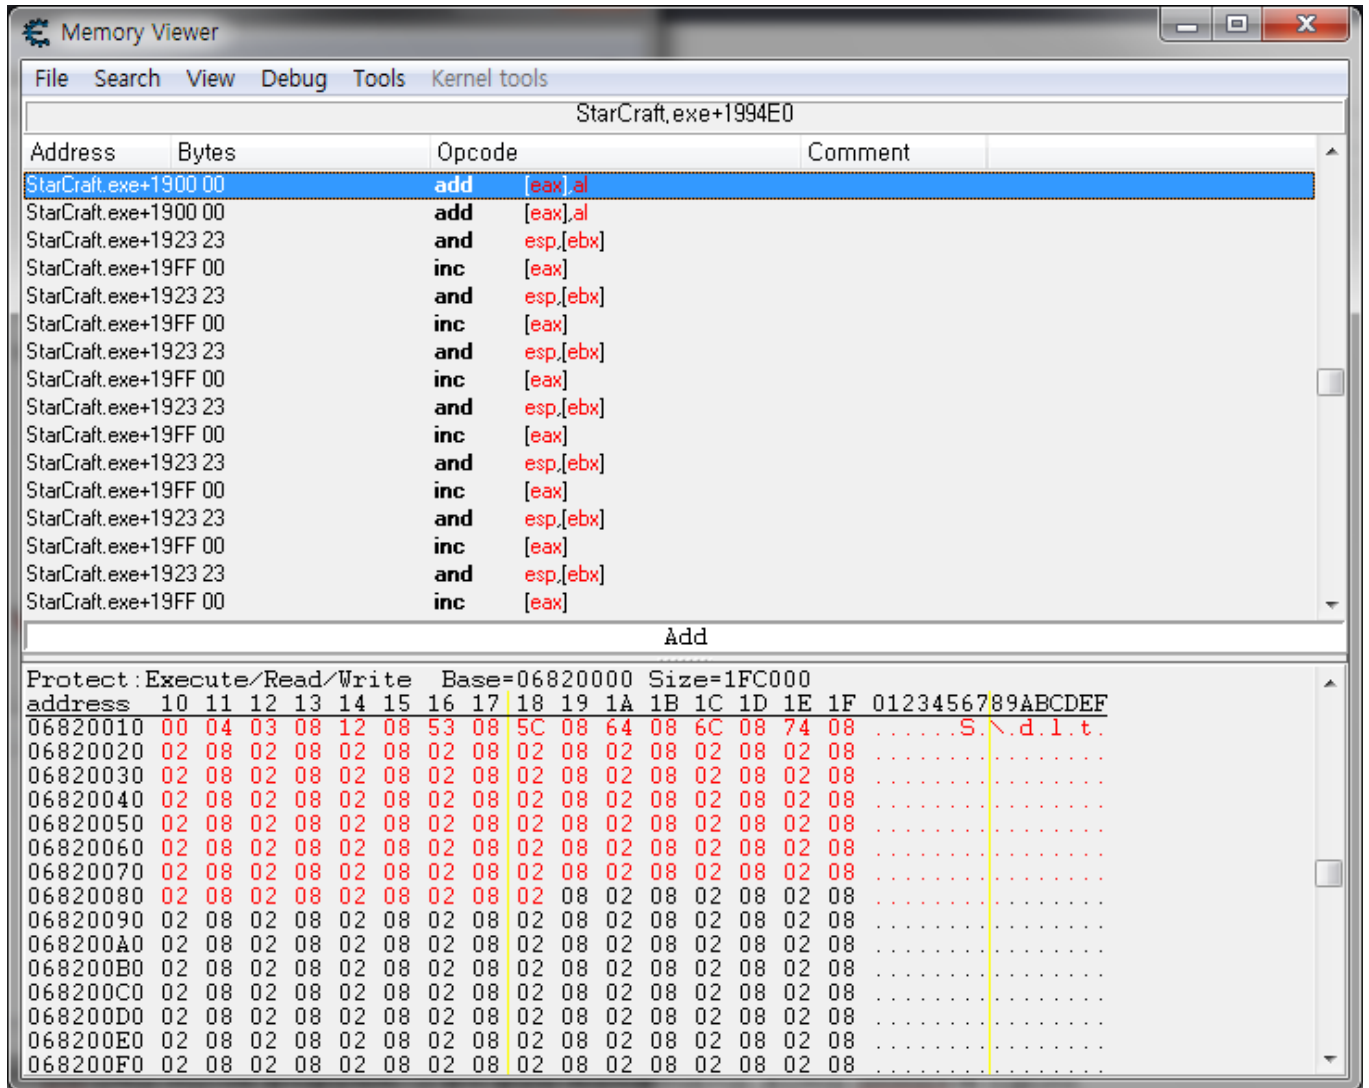 Memory Viewer
File Search View Debug Tools Kernel tools
StarCraft.exe+1994E0
Address Bytes Opcode Comment
StarCraft.exe+1900 00 add [eax],al
StarCraft.exe+1900 00 add [eax],al
StarCraft.exe+1923 23 and esp,[ebx]
StarCraft.exe+19FF 00 inc [eax]
StarCraft.exe+1923 23 and esp,[ebx]
StarCraft.exe+19FF 00 inc [eax]
StarCraft.exe+1923 23 and esp,[ebx]
StarCraft.exe+19FF 00 inc [eax]
StarCraft.exe+1923 23 and esp,[ebx]
StarCraft.exe+19FF 00 inc [eax]
StarCraft.exe+1923 23 and esp,[ebx]
StarCraft.exe+19FF 00 inc [eax]
StarCraft.exe+1923 23 and esp,[ebx]
StarCraft.exe+19FF 00 inc [eax]
StarCraft.exe+1923 23 and esp,[ebx]
StarCraft.exe+19FF 00 inc [eax]
Add
Protect:Execute/Read/Write Base=06820000 Size=1FC000
address 10 11 12 13 14 15 16 17 18 19 1A 1B 1C 1D 1E 1F 0123456789ABCDEF
06820010 00 04 03 08 12 08 53 08 5C 08 64 08 6C 08 74 08 ......S.\.d.l.t.
06820020 02 08 02 08 02 08 02 08 02 08 02 08 02 08 02 08 ................
06820030 02 08 02 08 02 08 02 08 02 08 02 08 02 08 02 08 ................
06820040 02 08 02 08 02 08 02 08 02 08 02 08 02 08 02 08 ................
06820050 02 08 02 08 02 08 02 08 02 08 02 08 02 08 02 08 ................
06820060 02 08 02 08 02 08 02 08 02 08 02 08 02 08 02 08 ................
06820070 02 08 02 08 02 08 02 08 02 08 02 08 02 08 02 08 ................
06820080 02 08 02 08 02 08 02 08 02 08 02 08 02 08 02 08 ................
06820090 02 08 02 08 02 08 02 08 02 08 02 08 02 08 02 08 ................
068200A0 02 08 02 08 02 08 02 08 02 08 02 08 02 08 02 08 ................
068200B0 02 08 02 08 02 08 02 08 02 08 02 08 02 08 02 08 ................
068200C0 02 08 02 08 02 08 02 08 02 08 02 08 02 08 02 08 ................
068200D0 02 08 02 08 02 08 02 08 02 08 02 08 02 08 02 08 ................
068200E0 02 08 02 08 02 08 02 08 02 08 02 08 02 08 02 08 ................
068200F0 02 08 02 08 02 08 02 08 02 08 02 08 02 08 02 08 ................